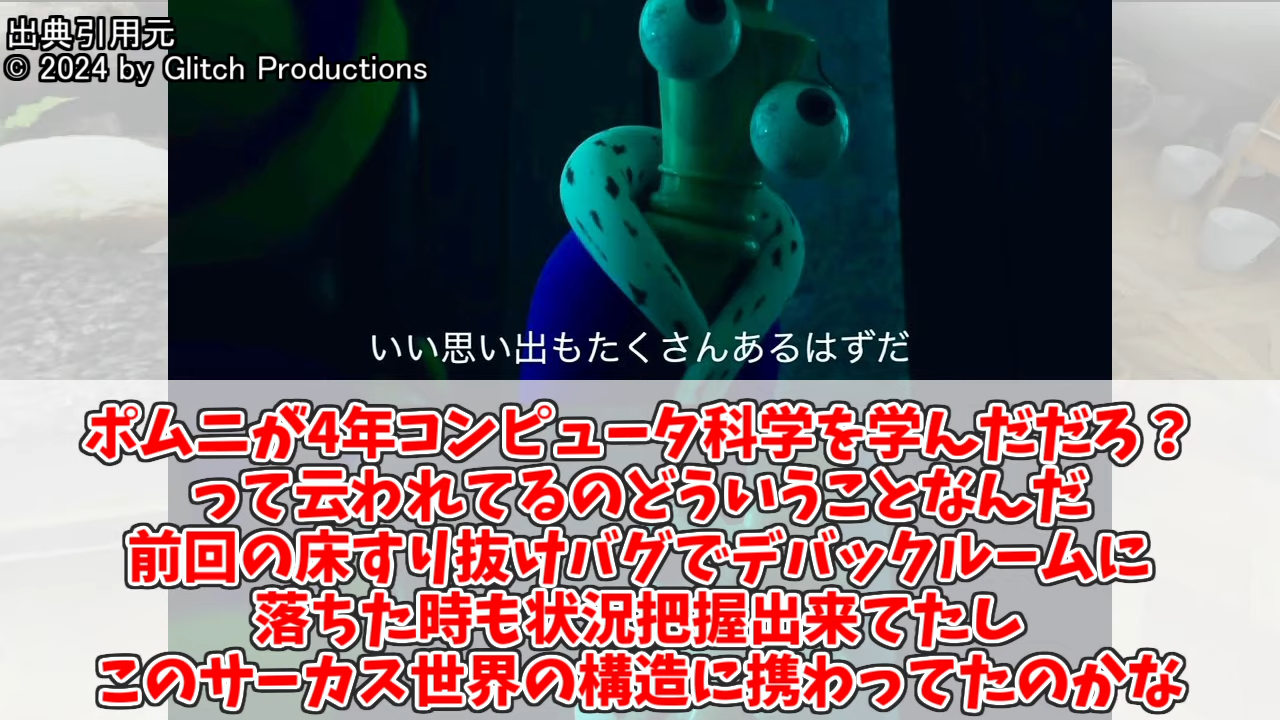 出典引用元
© 2024 by Glitch Productions
いい思い出もたくさんあるはずだ
ポムニが4年コンピュータ科学を学んだだろ？
って云われてるのどういうことなんだ
前回の床すり抜けバグでデバックルームに
落ちた時も状況把握出来てたし
このサーカス世界の構造に携わってたのかな